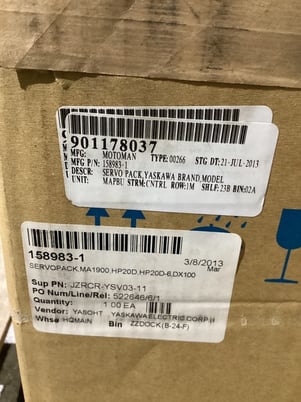 901178037
MFG: MOTOMAN TYPE: 00266 STG DT: 21-JUL-2013
MFG P/N: 158983-1
DESCR: SERVO PACK,YASKAWA BRAND,MODEL
UNIT: MAPBU STRM:CNTRL ROW:1M SHLF:23B BIN:02A
158983-1
3/8/2013
Mar
SERVOPACK,MA1900,HP20D,HP20D-6,DX100
Sup PN: JZRCR-YSV03-11
PO Num/Line/Rel: 522646/6/1
Quantity: 1.00 EA
Vendor: YASOHT YASKAWA ELECTRIC CORP (I
Whse HQMAIN Bin ZZDOCK(B-24-F)